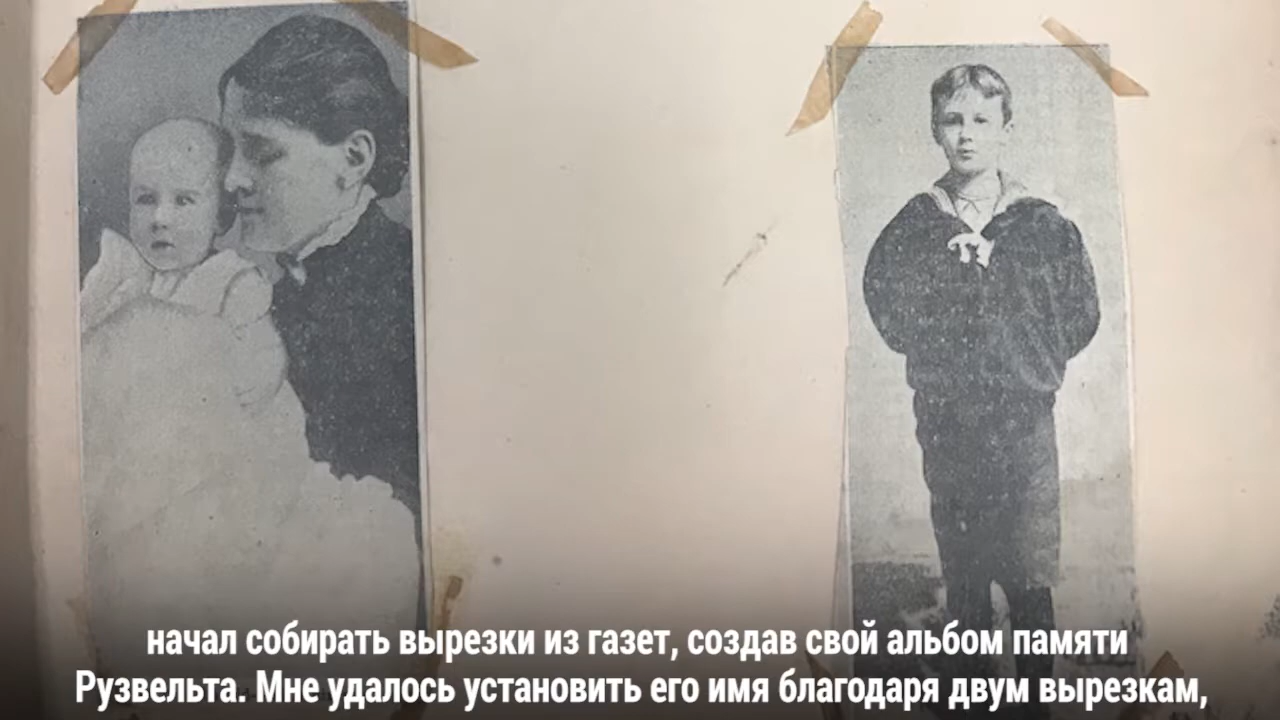 начал собирать вырезки из газет, создав свой альбом памяти
Рузвельта. Мне удалось установить его имя благодаря двум вырезкам,